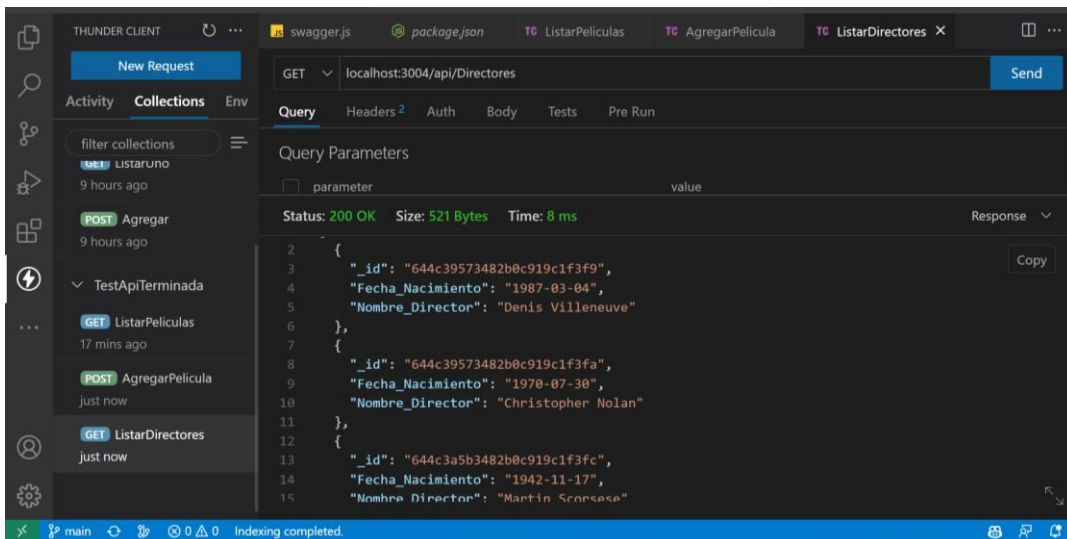 THUNDER CLIENT
New Request
Activity Collections Env
filter collections
GET ListarUno
9 hours ago
POST Agregar
9 hours ago
TestApiTerminada
GET ListarPeliculas
17 mins ago
POST AgregarPelicula
just now
GET ListarDirectores
just now
JS swagger.js package.json TC ListarPeliculas TC AgregarPelicula TC ListarDirectores
GET localhost:3004/api/Directores Send
Query Headers 2 Auth Body Tests Pre Run
Query Parameters
parameter value
Status: 200 OK Size: 521 Bytes Time: 8 ms Response
Copy
2 {
3 "_id": "644c39573482b0c919c1f3f9",
4 "Fecha_Nacimiento": "1987-03-04",
5 "Nombre_Director": "Denis Villeneuve"
6 },
7 {
8 "_id": "644c39573482b0c919c1f3fa",
9 "Fecha_Nacimiento": "1970-07-30",
10 "Nombre_Director": "Christopher Nolan"
11 },
12 {
13 "_id": "644c3a5b3482b0c919c1f3fc",
14 "Fecha_Nacimiento": "1942-11-17",
15 "Nombre_Director": "Martin Scorsese"
main 0 0 Indexing completed.